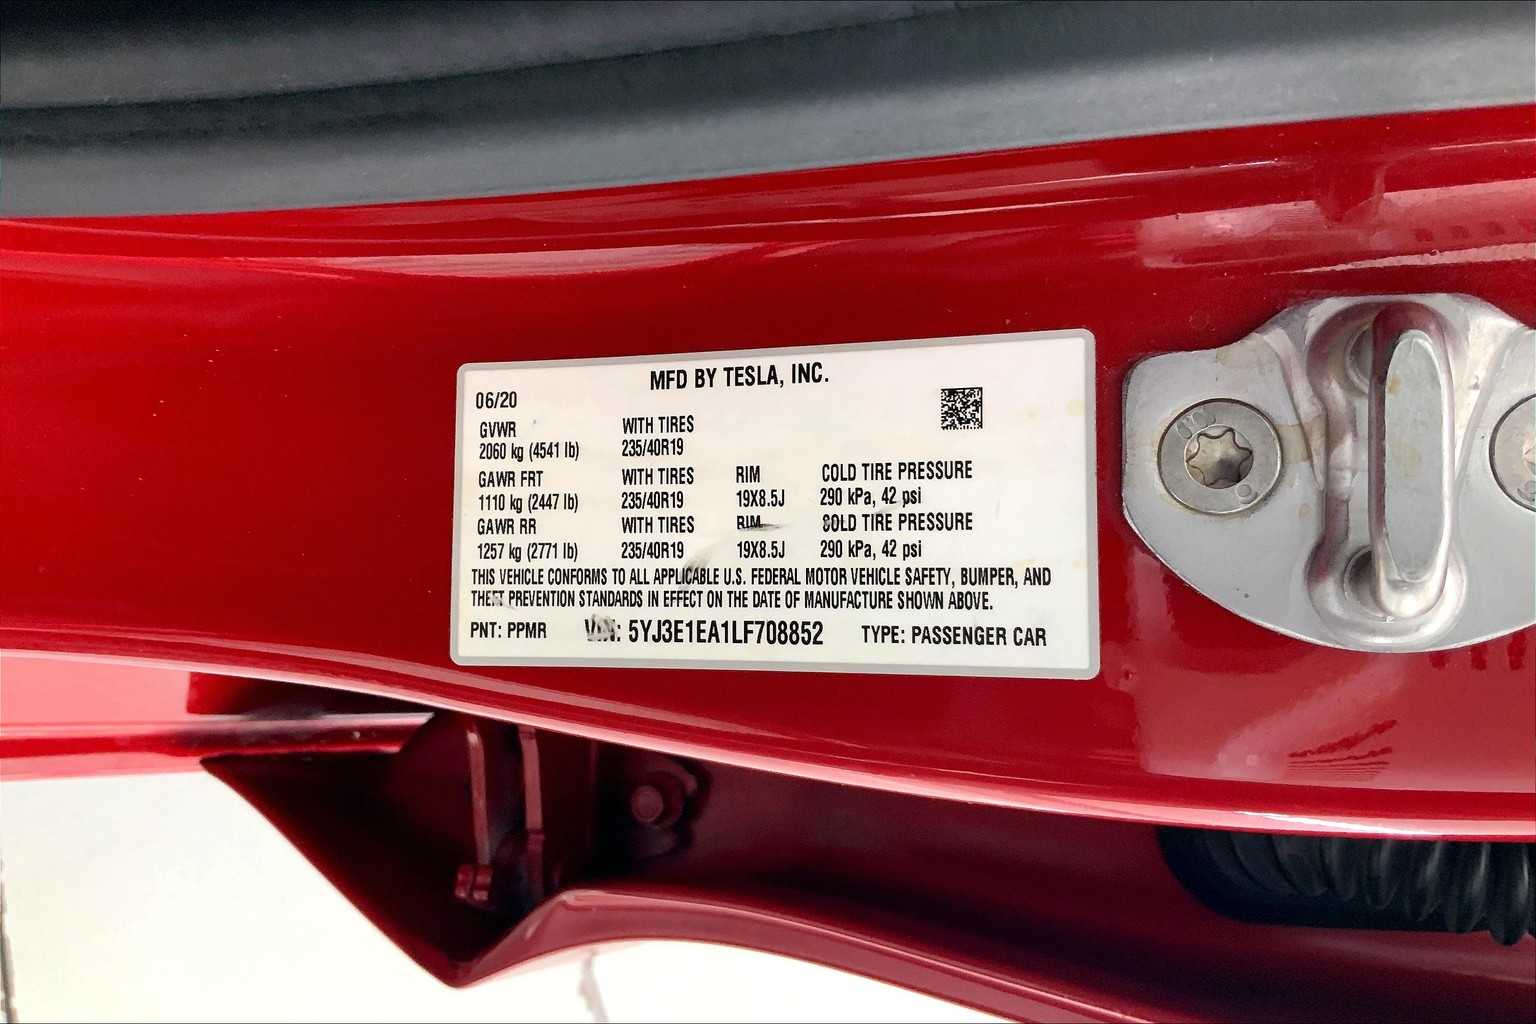 MFD BY TESLA, INC.
06/20
GVWR WITH TIRES
2060 kg (4541 lb) 235/40R19
GAWR FRT WITH TIRES RIM COLD TIRE PRESSURE
1110 kg (2447 lb) 235/40R19 19X8.5J 290 kPa, 42 psi
GAWR RR WITH TIRES RIM COLD TIRE PRESSURE
1257 kg (2771 lb) 235/40R19 19X8.5J 290 kPa, 42 psi
THIS VEHICLE CONFORMS TO ALL APPLICABLE U.S. FEDERAL MOTOR VEHICLE SAFETY, BUMPER, AND
THEFT PREVENTION STANDARDS IN EFFECT ON THE DATE OF MANUFACTURE SHOWN ABOVE.
PNT: PPMR VIN: 5YJ3E1EA1LF708852 TYPE: PASSENGER CAR